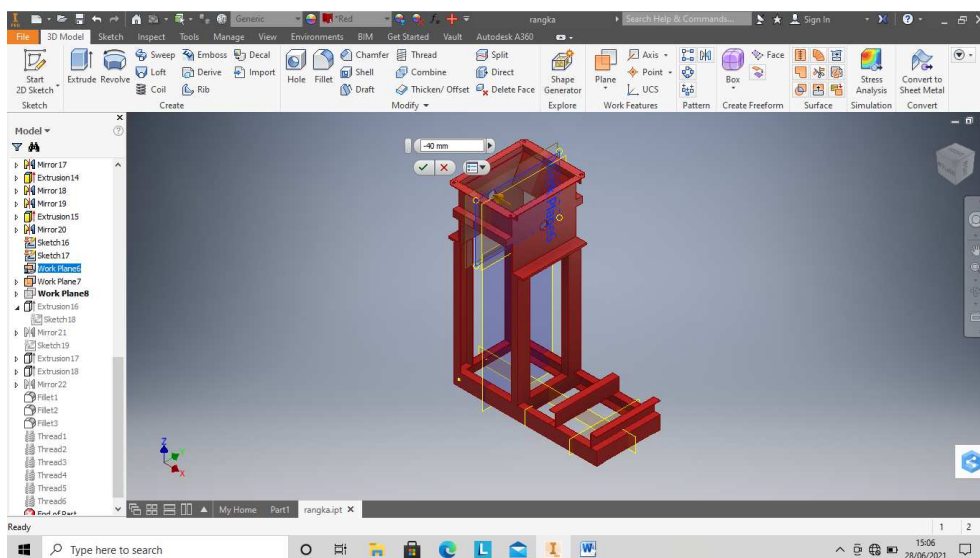 I PRO Generic *Red rangka Search Help & Commands... Sign In
File 3D Model Sketch Inspect Tools Manage View Environments BIM Get Started Vault Autodesk A360
Start 2D Sketch
Extrude Revolve
Sweep Emboss Decal
Loft Derive Import
Coil Rib
Hole Fillet
Chamfer Thread Split
Shell Combine Direct
Draft Thicken/ Offset Delete Face
Shape Generator
Plane Axis
Point
UCS
Box Face
Stress Analysis
Convert to Sheet Metal
Sketch Create Modify Explore Work Features Pattern Create Freeform Surface Simulation Convert
Model
Mirror17
Extrusion14
Mirror18
Mirror19
Extrusion15
Mirror20
Sketch16
Sketch17
Work Plane6
Work Plane7
Work Plane8
Extrusion16
Sketch18
Mirror21
Sketch19
Extrusion17
Extrusion18
Mirror22
Fillet1
Fillet2
Fillet3
Thread1
Thread2
Thread3
Thread4
Thread5
Thread6
End of Part
-40 mm
Z
Y
X
My Home Part1 rangka.ipt
Ready 1 2
Type here to search
15:06
28/06/2021